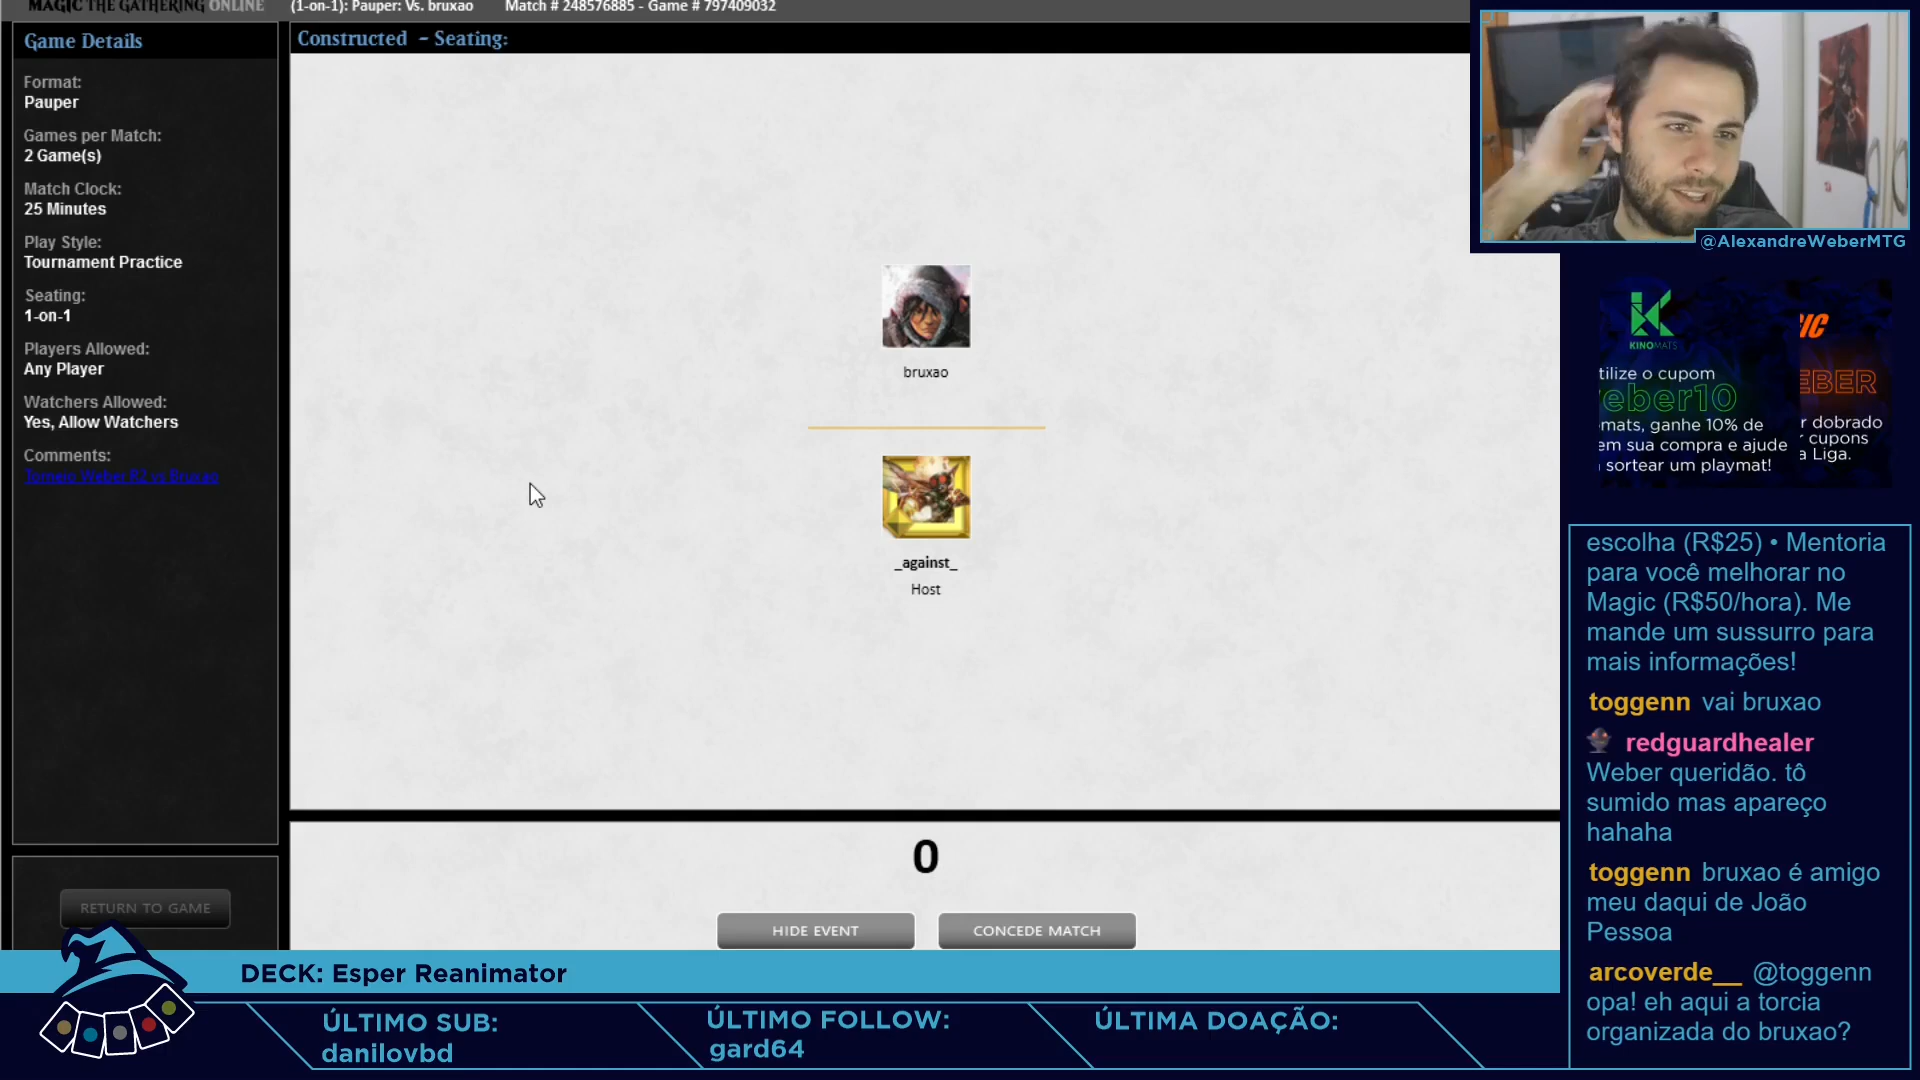 MAGIC THE GATHERING ONLINE
(1-on-1): Pauper: Vs. bruxao
Match # 248576885 - Game # 797409032
Game Details
Format:
Pauper
Games per Match:
2 Game(s)
Match Clock:
25 Minutes
Play Style:
Tournament Practice
Seating:
1-on-1
Players Allowed:
Any Player
Watchers Allowed:
Yes, Allow Watchers
Comments:
Torneio Weber R2 vs Bruxao
RETURN TO GAME
Constructed - Seating:
bruxao
_against_
Host
0
HIDE EVENT
CONCEDE MATCH
@AlexandreWeberMTG
KINOMATS
tilize o cupom
eber10
mats, ganhe 10% de
em sua compra e ajude
sortear um playmat!
IC
EBER
r dobrado
r cupons
a Liga.
escolha (R$25) • Mentoria
para você melhorar no
Magic (R$50/hora). Me
mande um sussurro para
mais informações!
toggenn vai bruxao
redguardhealer
Weber queridão. tô
sumido mas apareço
hahaha
toggenn bruxao é amigo
meu daqui de João
Pessoa
arcoverde__ @toggenn
opa! eh aqui a torcia
organizada do bruxao?
DECK: Esper Reanimator
ÚLTIMO SUB:
danilovbd
ÚLTIMO FOLLOW:
gard64
ÚLTIMA DOAÇÃO: